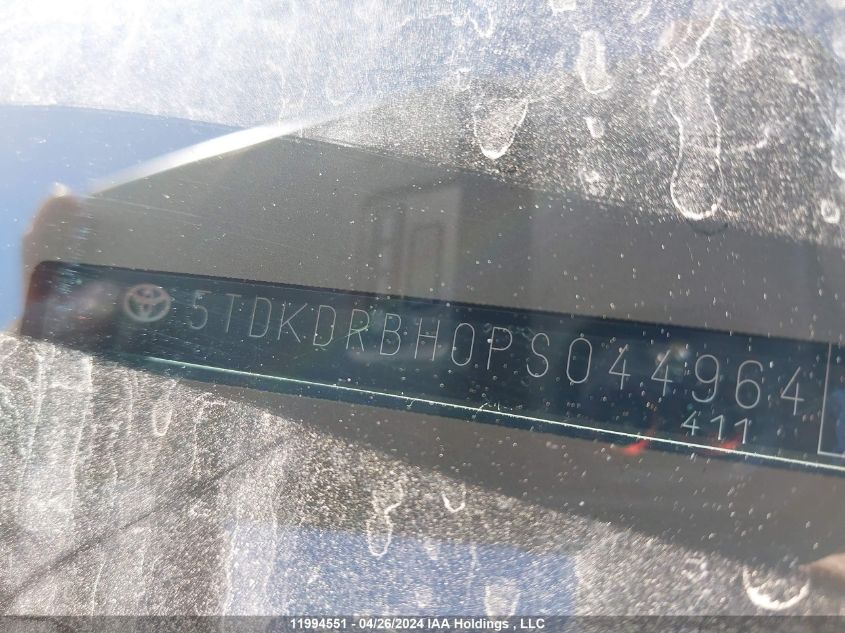 5TDKDRBH0PS044964
411
11994551 - 04/26/2024 IAA Holdings , LLC